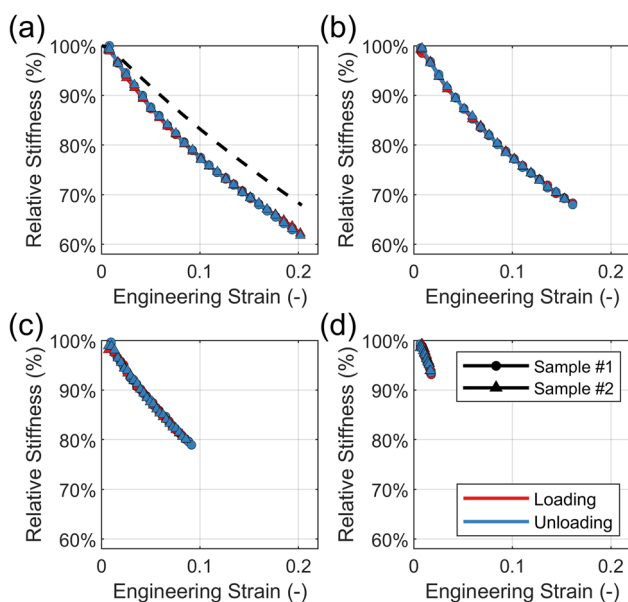 (a)
100%
90%
80%
70%
60%
Relative Stiffness (%)
0
0.1
0.2
Engineering Strain (-)
(b)
100%
90%
80%
70%
60%
Relative Stiffness (%)
0
0.1
0.2
Engineering Strain (-)
(c)
100%
90%
80%
70%
60%
Relative Stiffness (%)
0
0.1
0.2
Engineering Strain (-)
(d)
100%
90%
80%
70%
60%
Relative Stiffness (%)
0
0.1
0.2
Engineering Strain (-)
Sample #1
Sample #2
Loading
Unloading